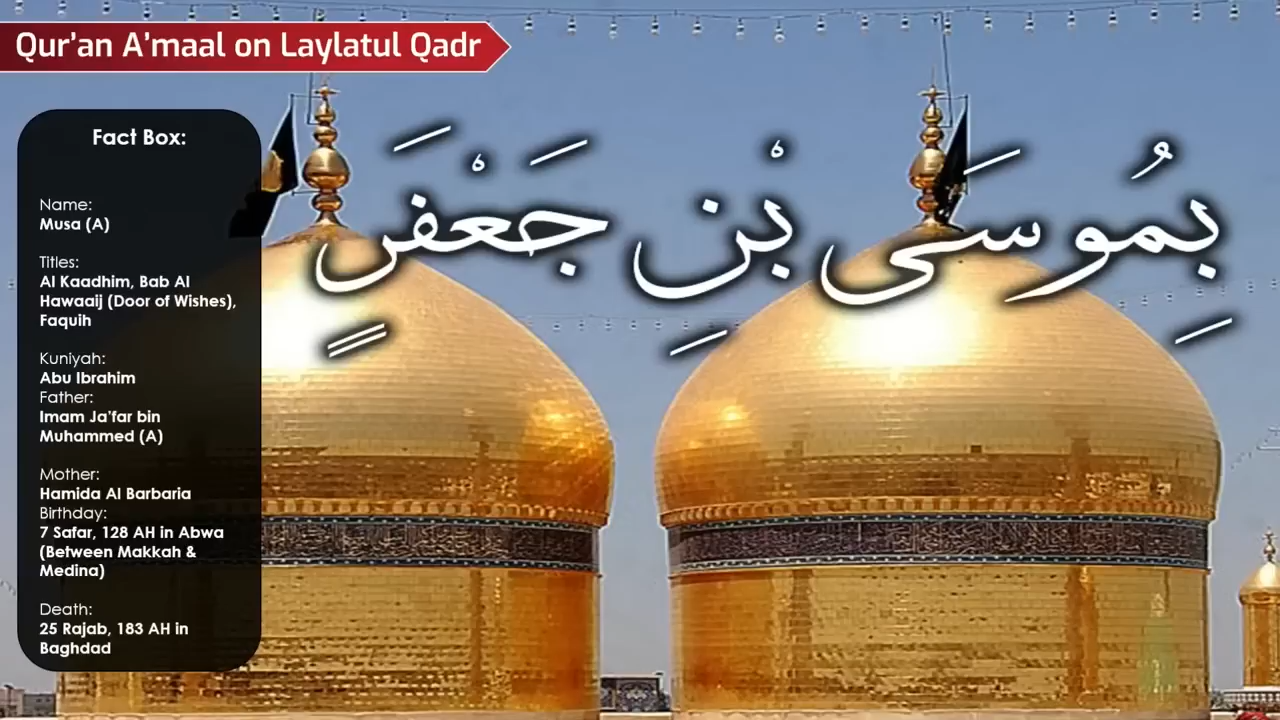 Qur'an A'maal on Laylatul Qadr
Fact Box:
Name:
Musa (A)
Titles:
Al Kaadhim, Bab Al
Hawaaij (Door of Wishes),
Faquih
Kuniyah:
Abu Ibrahim
Father:
Imam Ja'far bin
Muhammed (A)
Mother:
Hamida Al Barbaria
Birthday:
7 Safar, 128 AH in Abwa
(Between Makkah &
Medina)
Death:
25 Rajab, 183 AH in
Baghdad
بِمُوسَى بْنِ جَعْفَرٍ